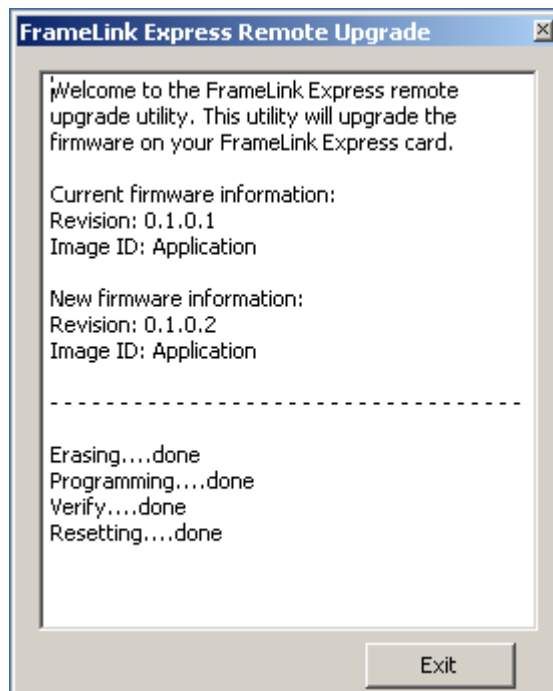 FrameLink Express Remote Upgrade
Welcome to the FrameLink Express remote
upgrade utility. This utility will upgrade the
firmware on your FrameLink Express card.
Current firmware information:
Revision: 0.1.0.1
Image ID: Application
New firmware information:
Revision: 0.1.0.2
Image ID: Application
- - - - - - - - - - - - - - - - - - - - - - - - - - - - - - - - - -
Erasing....done
Programming....done
Verify....done
Resetting....done
Exit